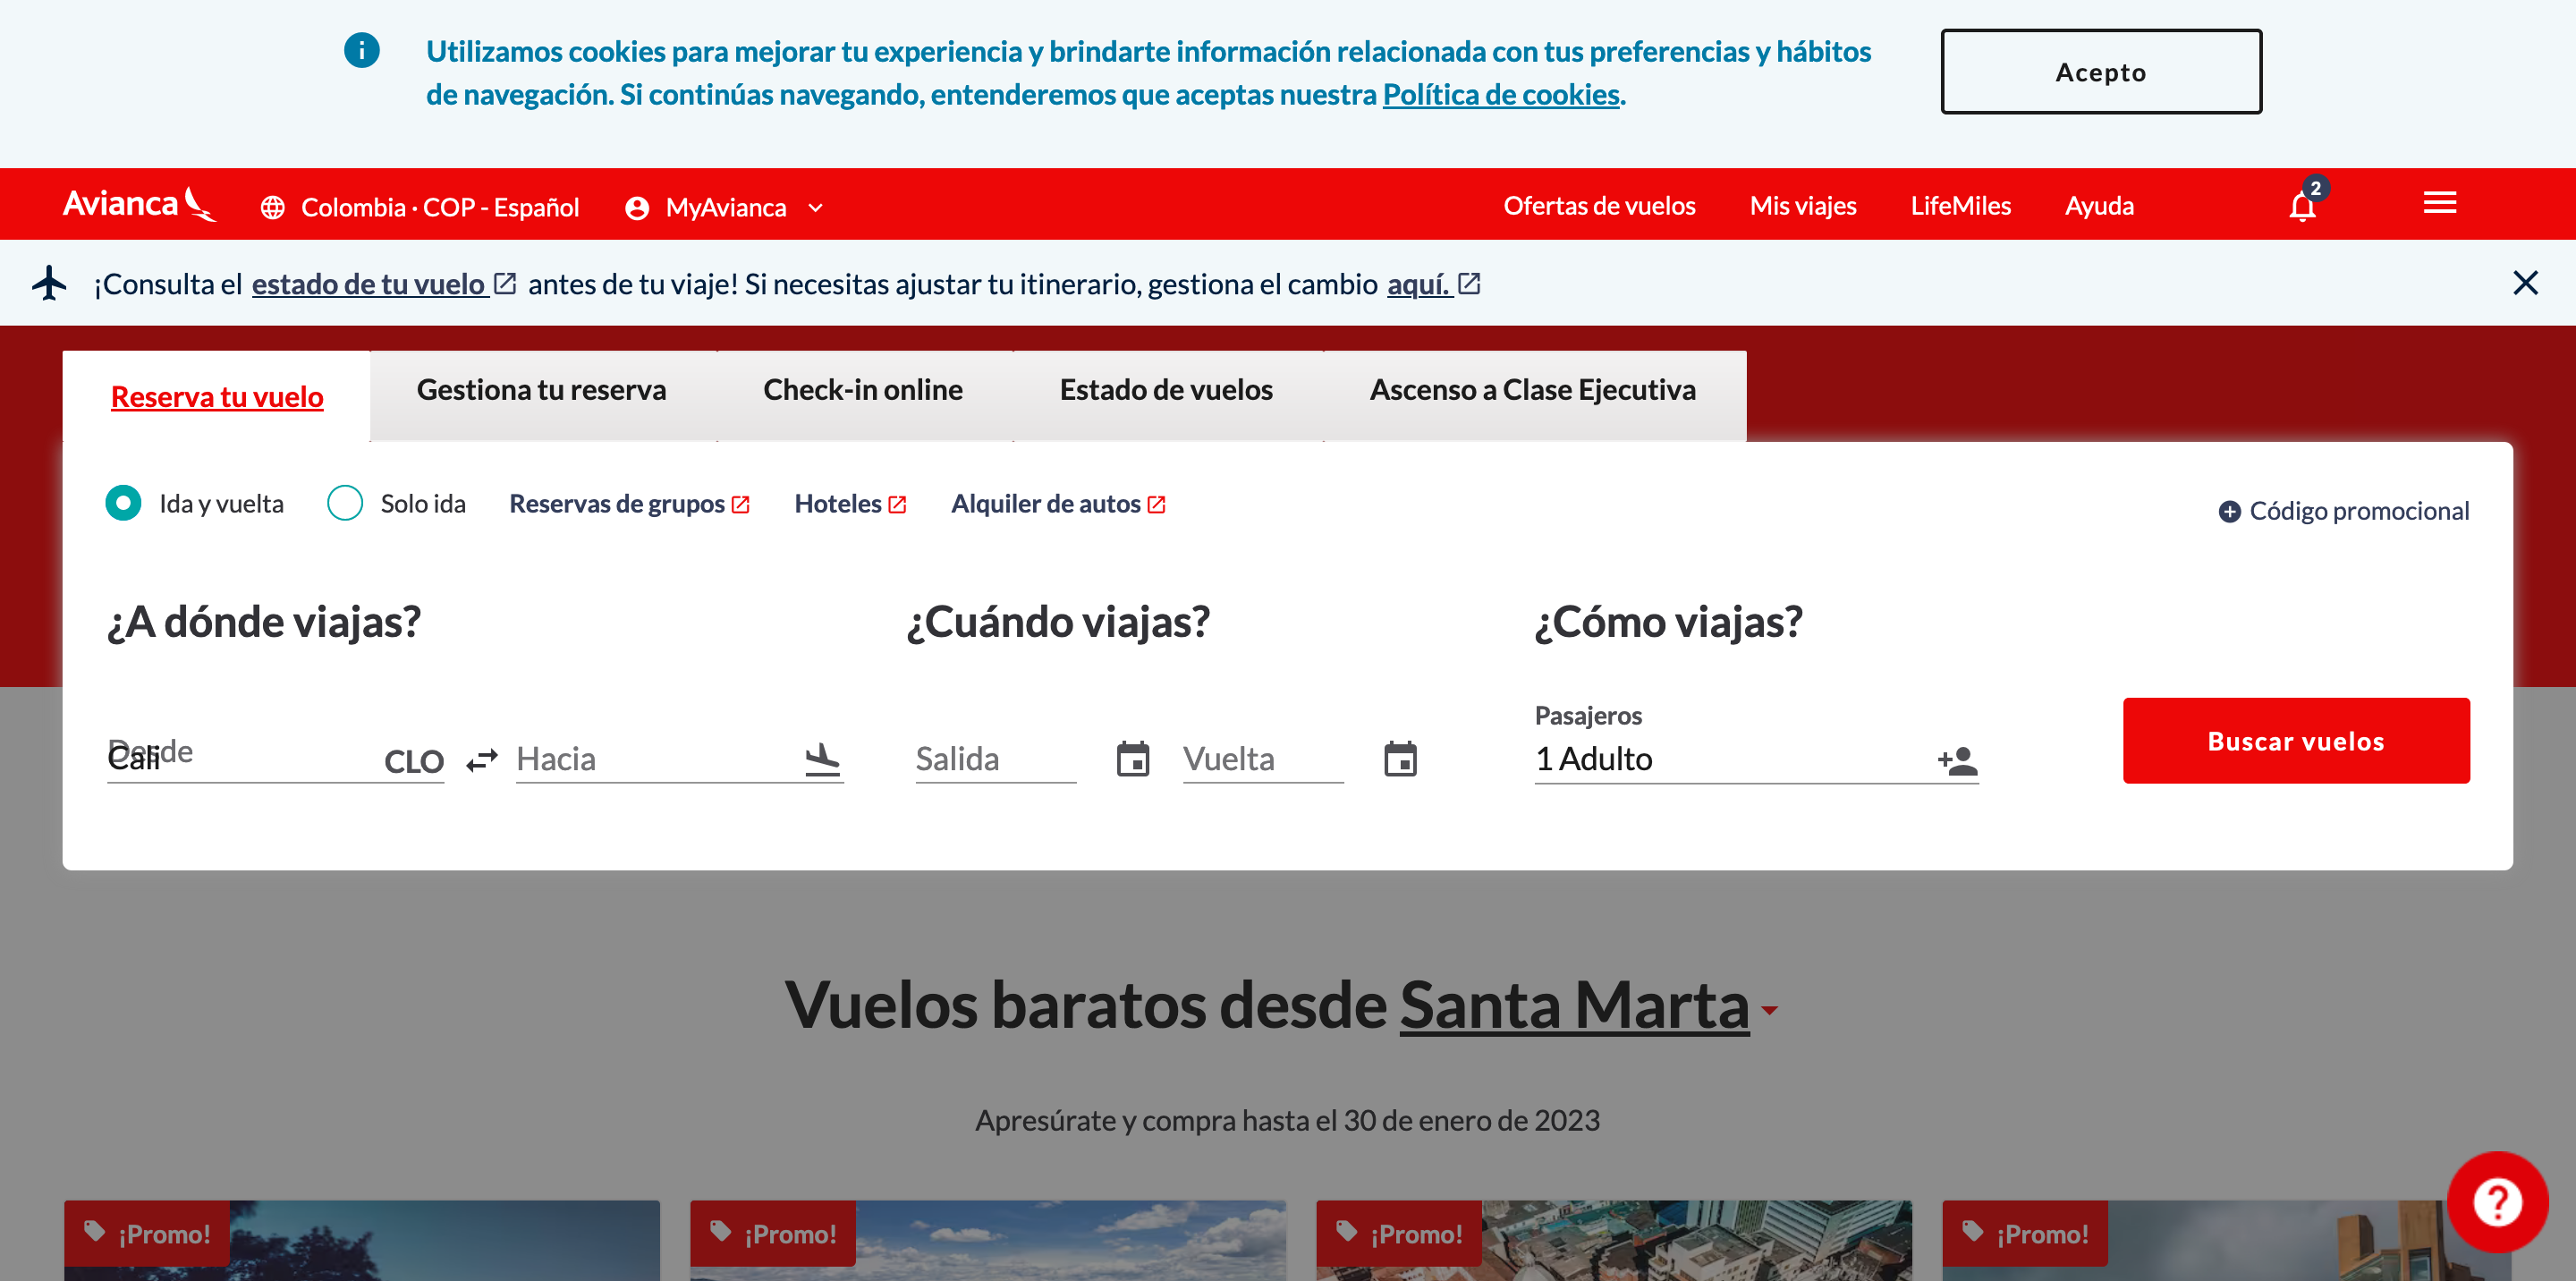 Utilizamos cookies para mejorar tu experiencia y brindarte información relacionada con tus preferencias y hábitos
de navegación. Si continúas navegando, entenderemos que aceptas nuestra Política de cookies.
Acepto
Avianca
Colombia · COP - Español
MyAvianca
Ofertas de vuelos
Mis viajes
LifeMiles
Ayuda
2
¡Consulta el estado de tu vuelo antes de tu viaje! Si necesitas ajustar tu itinerario, gestiona el cambio aquí.
Reserva tu vuelo
Gestiona tu reserva
Check-in online
Estado de vuelos
Ascenso a Clase Ejecutiva
Ida y vuelta
Solo ida
Reservas de grupos
Hoteles
Alquiler de autos
Código promocional
¿A dónde viajas?
¿Cuándo viajas?
¿Cómo viajas?
Desde
Cali
CLO
Hacia
Salida
Vuelta
Pasajeros
1 Adulto
Buscar vuelos
Vuelos baratos desde Santa Marta
Apresúrate y compra hasta el 30 de enero de 2023
¡Promo!
¡Promo!
¡Promo!
¡Promo!